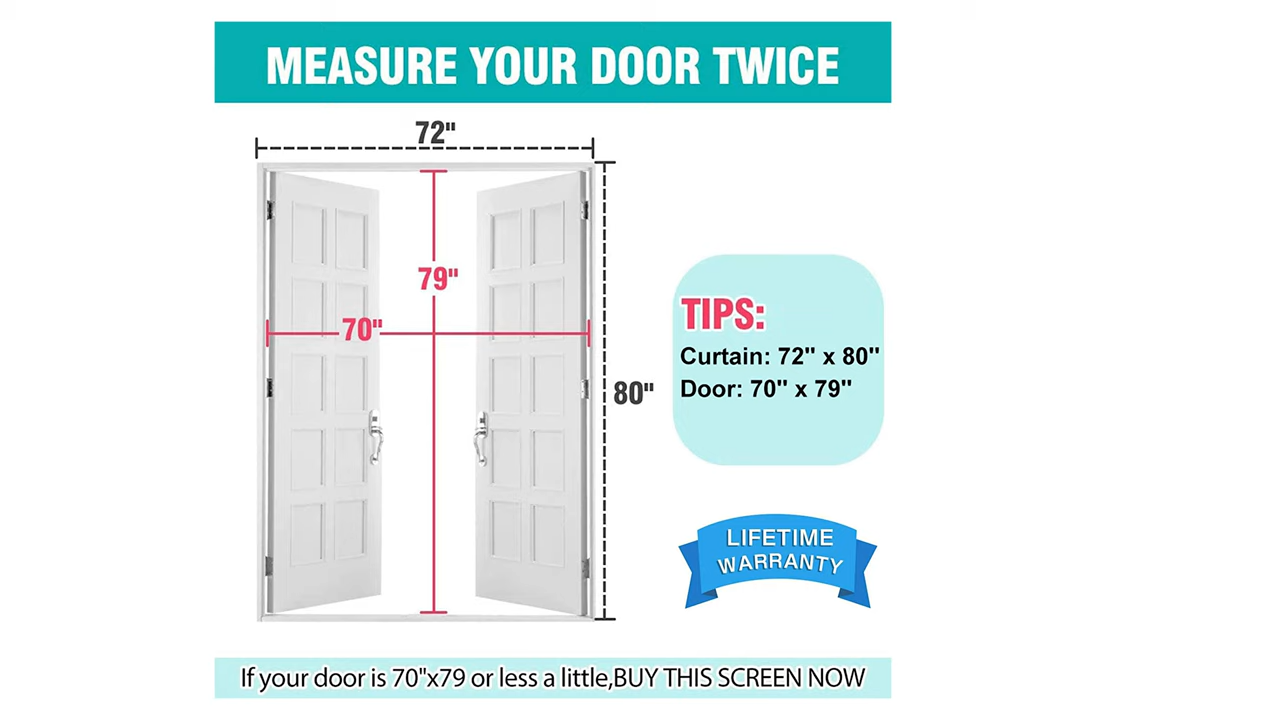 MEASURE YOUR DOOR TWICE
72"
79"
70"
80"
TIPS:
Curtain: 72" x 80"
Door: 70" x 79"
LIFETIME
WARRANTY
If your door is 70"x79 or less a little,BUY THIS SCREEN NOW